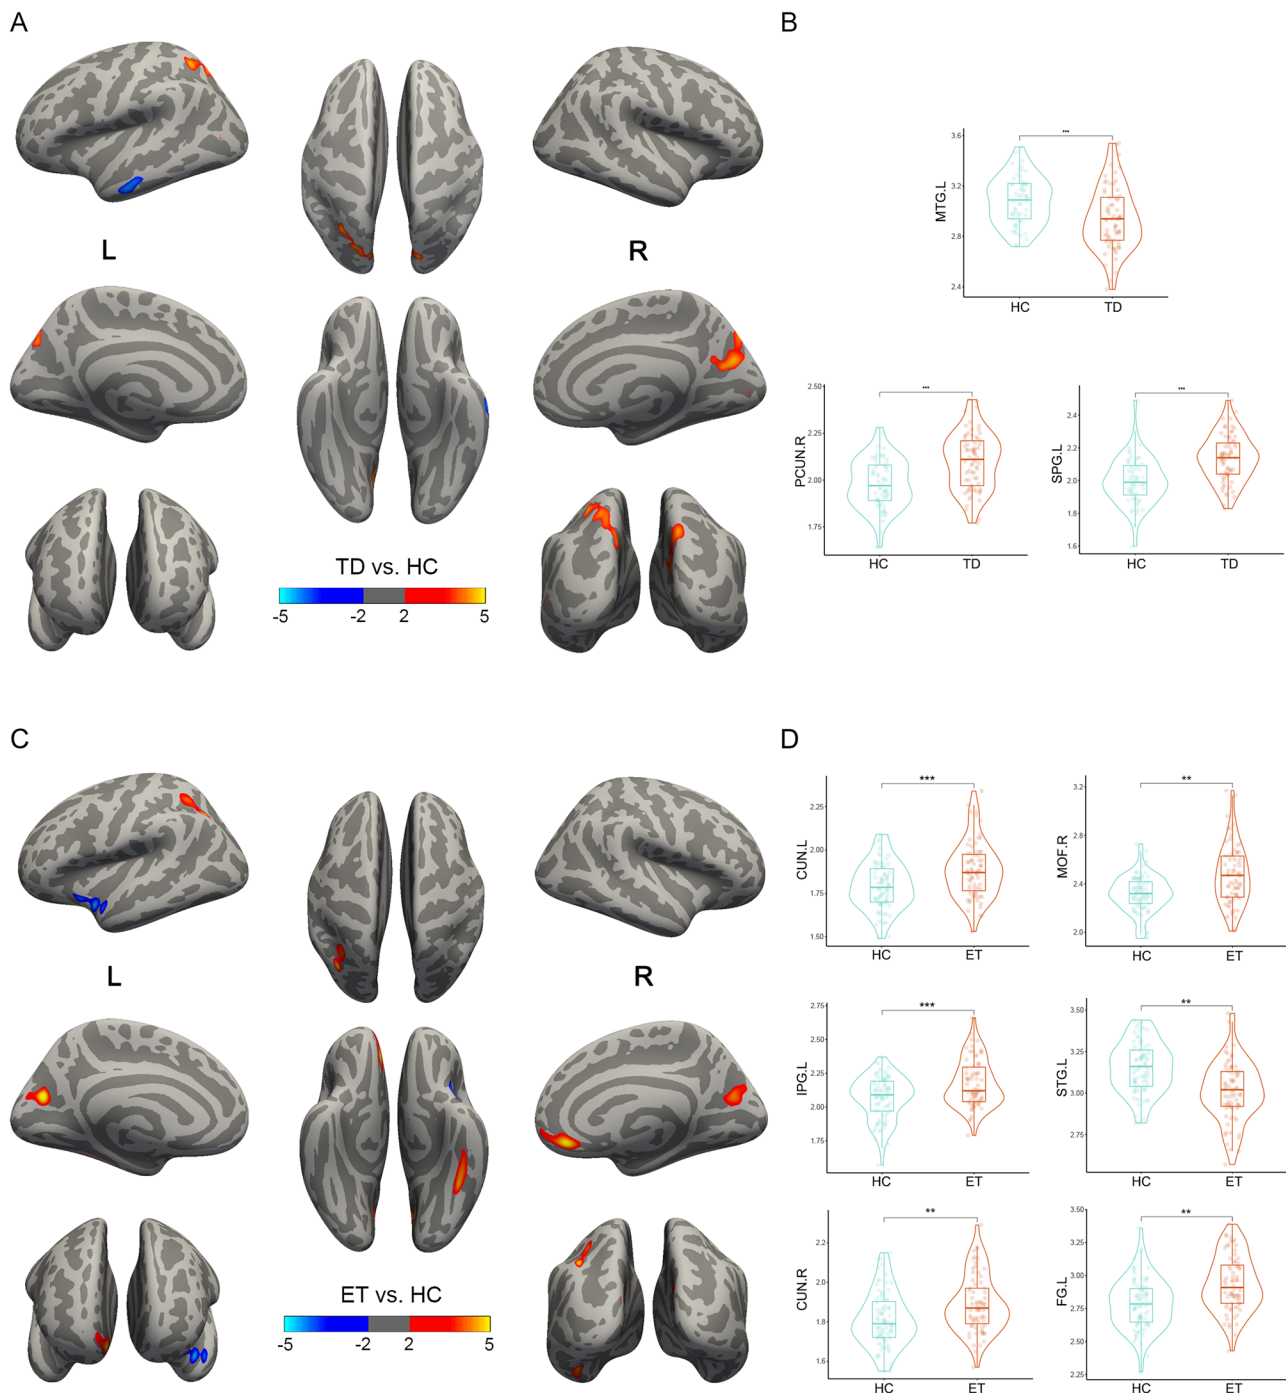 A
B
L
R
TD vs. HC
-5 -2 2 5
***
MTG.L
3.6
3.2
2.8
2.4
HC TD
***
PCUN.R
2.50
2.25
2.00
1.75
HC TD
***
SPG.L
2.4
2.2
2.0
1.8
1.6
HC TD
C
D
L
R
ET vs. HC
-5 -2 2 5
***
CUN.L
2.25
2.00
1.75
1.50
HC ET
**
MOF.R
3.2
2.8
2.4
2.0
HC ET
***
IPG.L
2.75
2.50
2.25
2.00
1.75
HC ET
**
STG.L
3.50
3.25
3.00
2.75
HC ET
**
CUN.R
2.2
2.0
1.8
1.6
HC ET
**
FG.L
3.50
3.25
3.00
2.75
2.50
2.25
HC ET